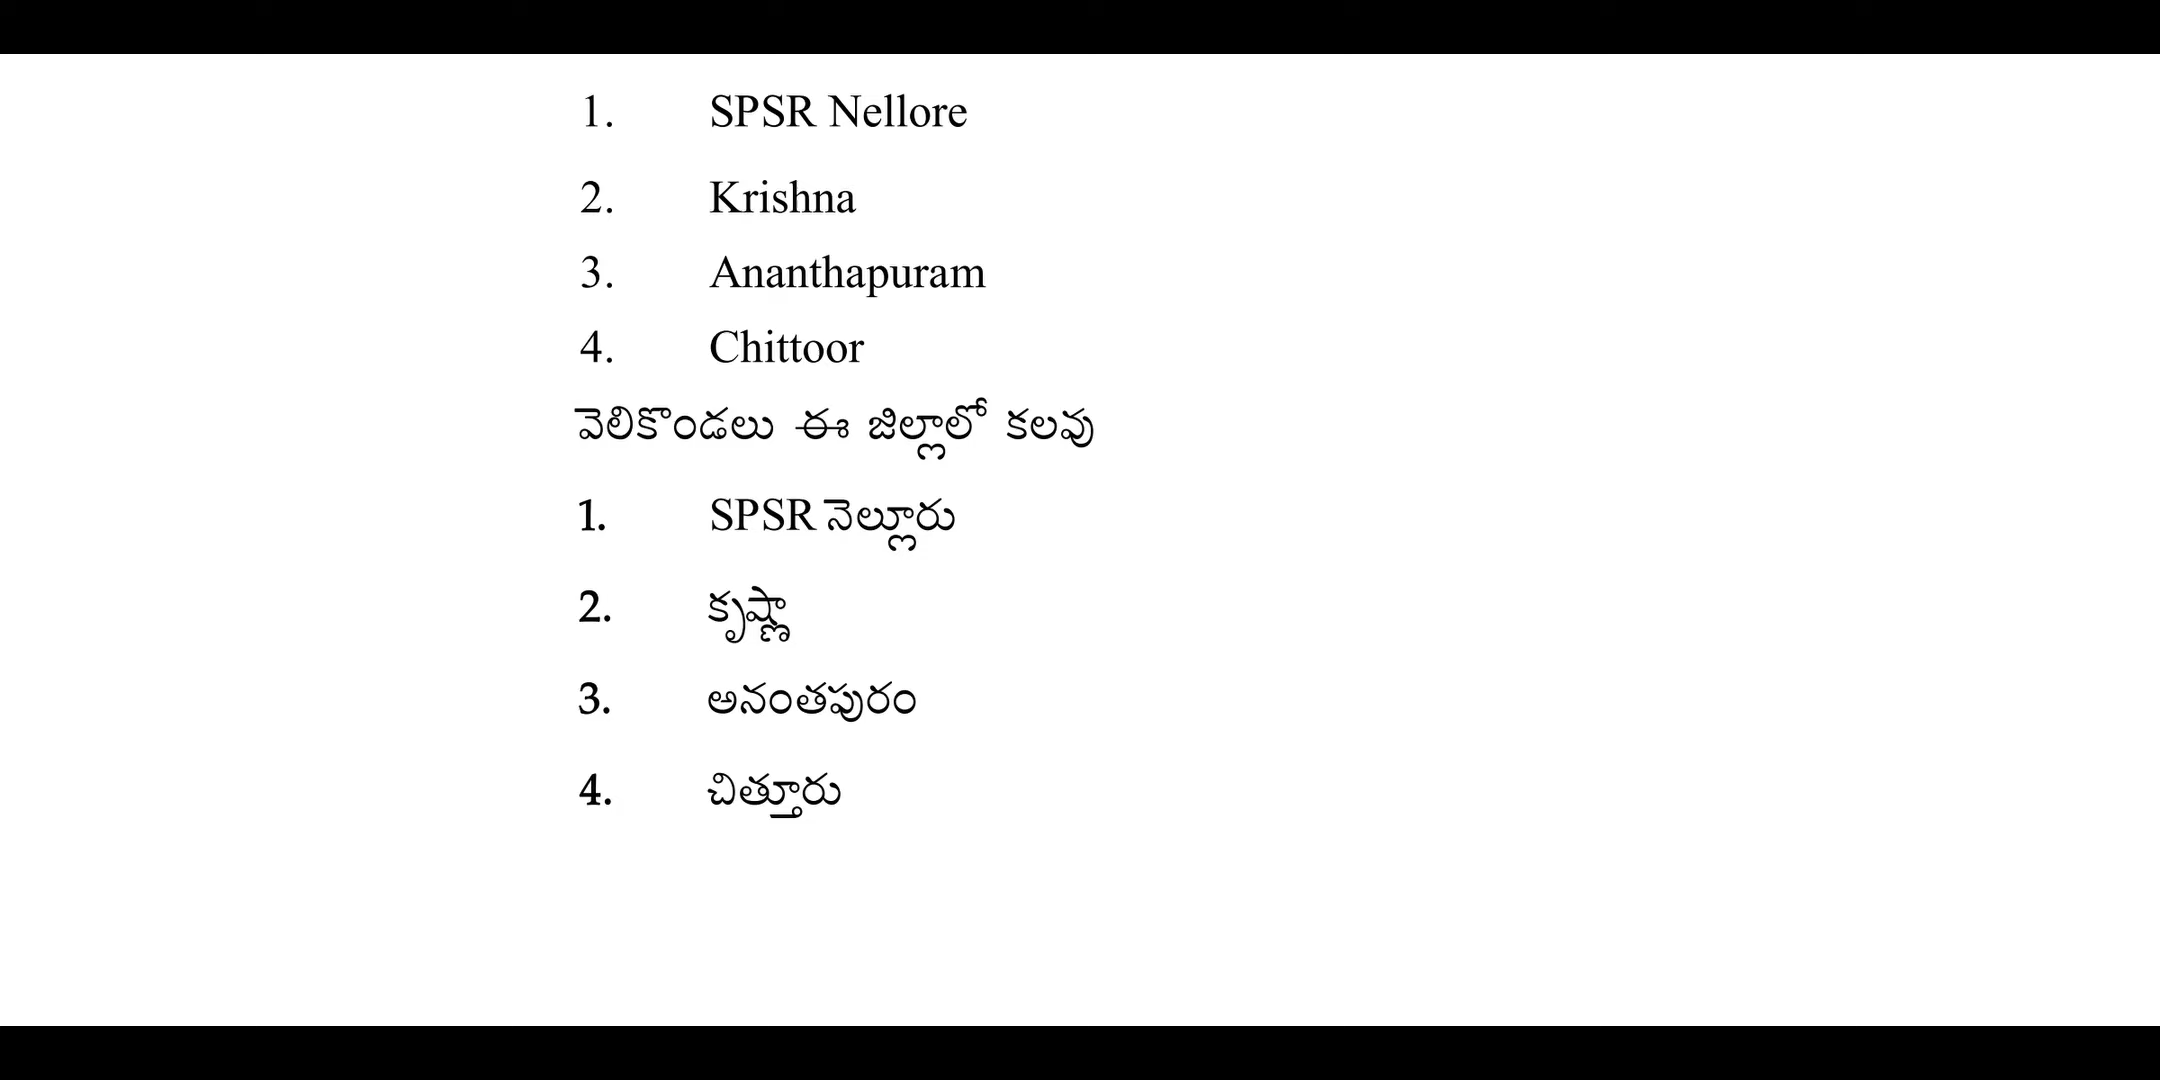 1. SPSR Nellore
2. Krishna
3. Ananthapuram
4. Chittoor
వెలికొండలు ఈ జిల్లాలో కలవు
1. SPSR నెల్లూరు
2. కృష్ణా
3. అనంతపురం
4. చిత్తూరు